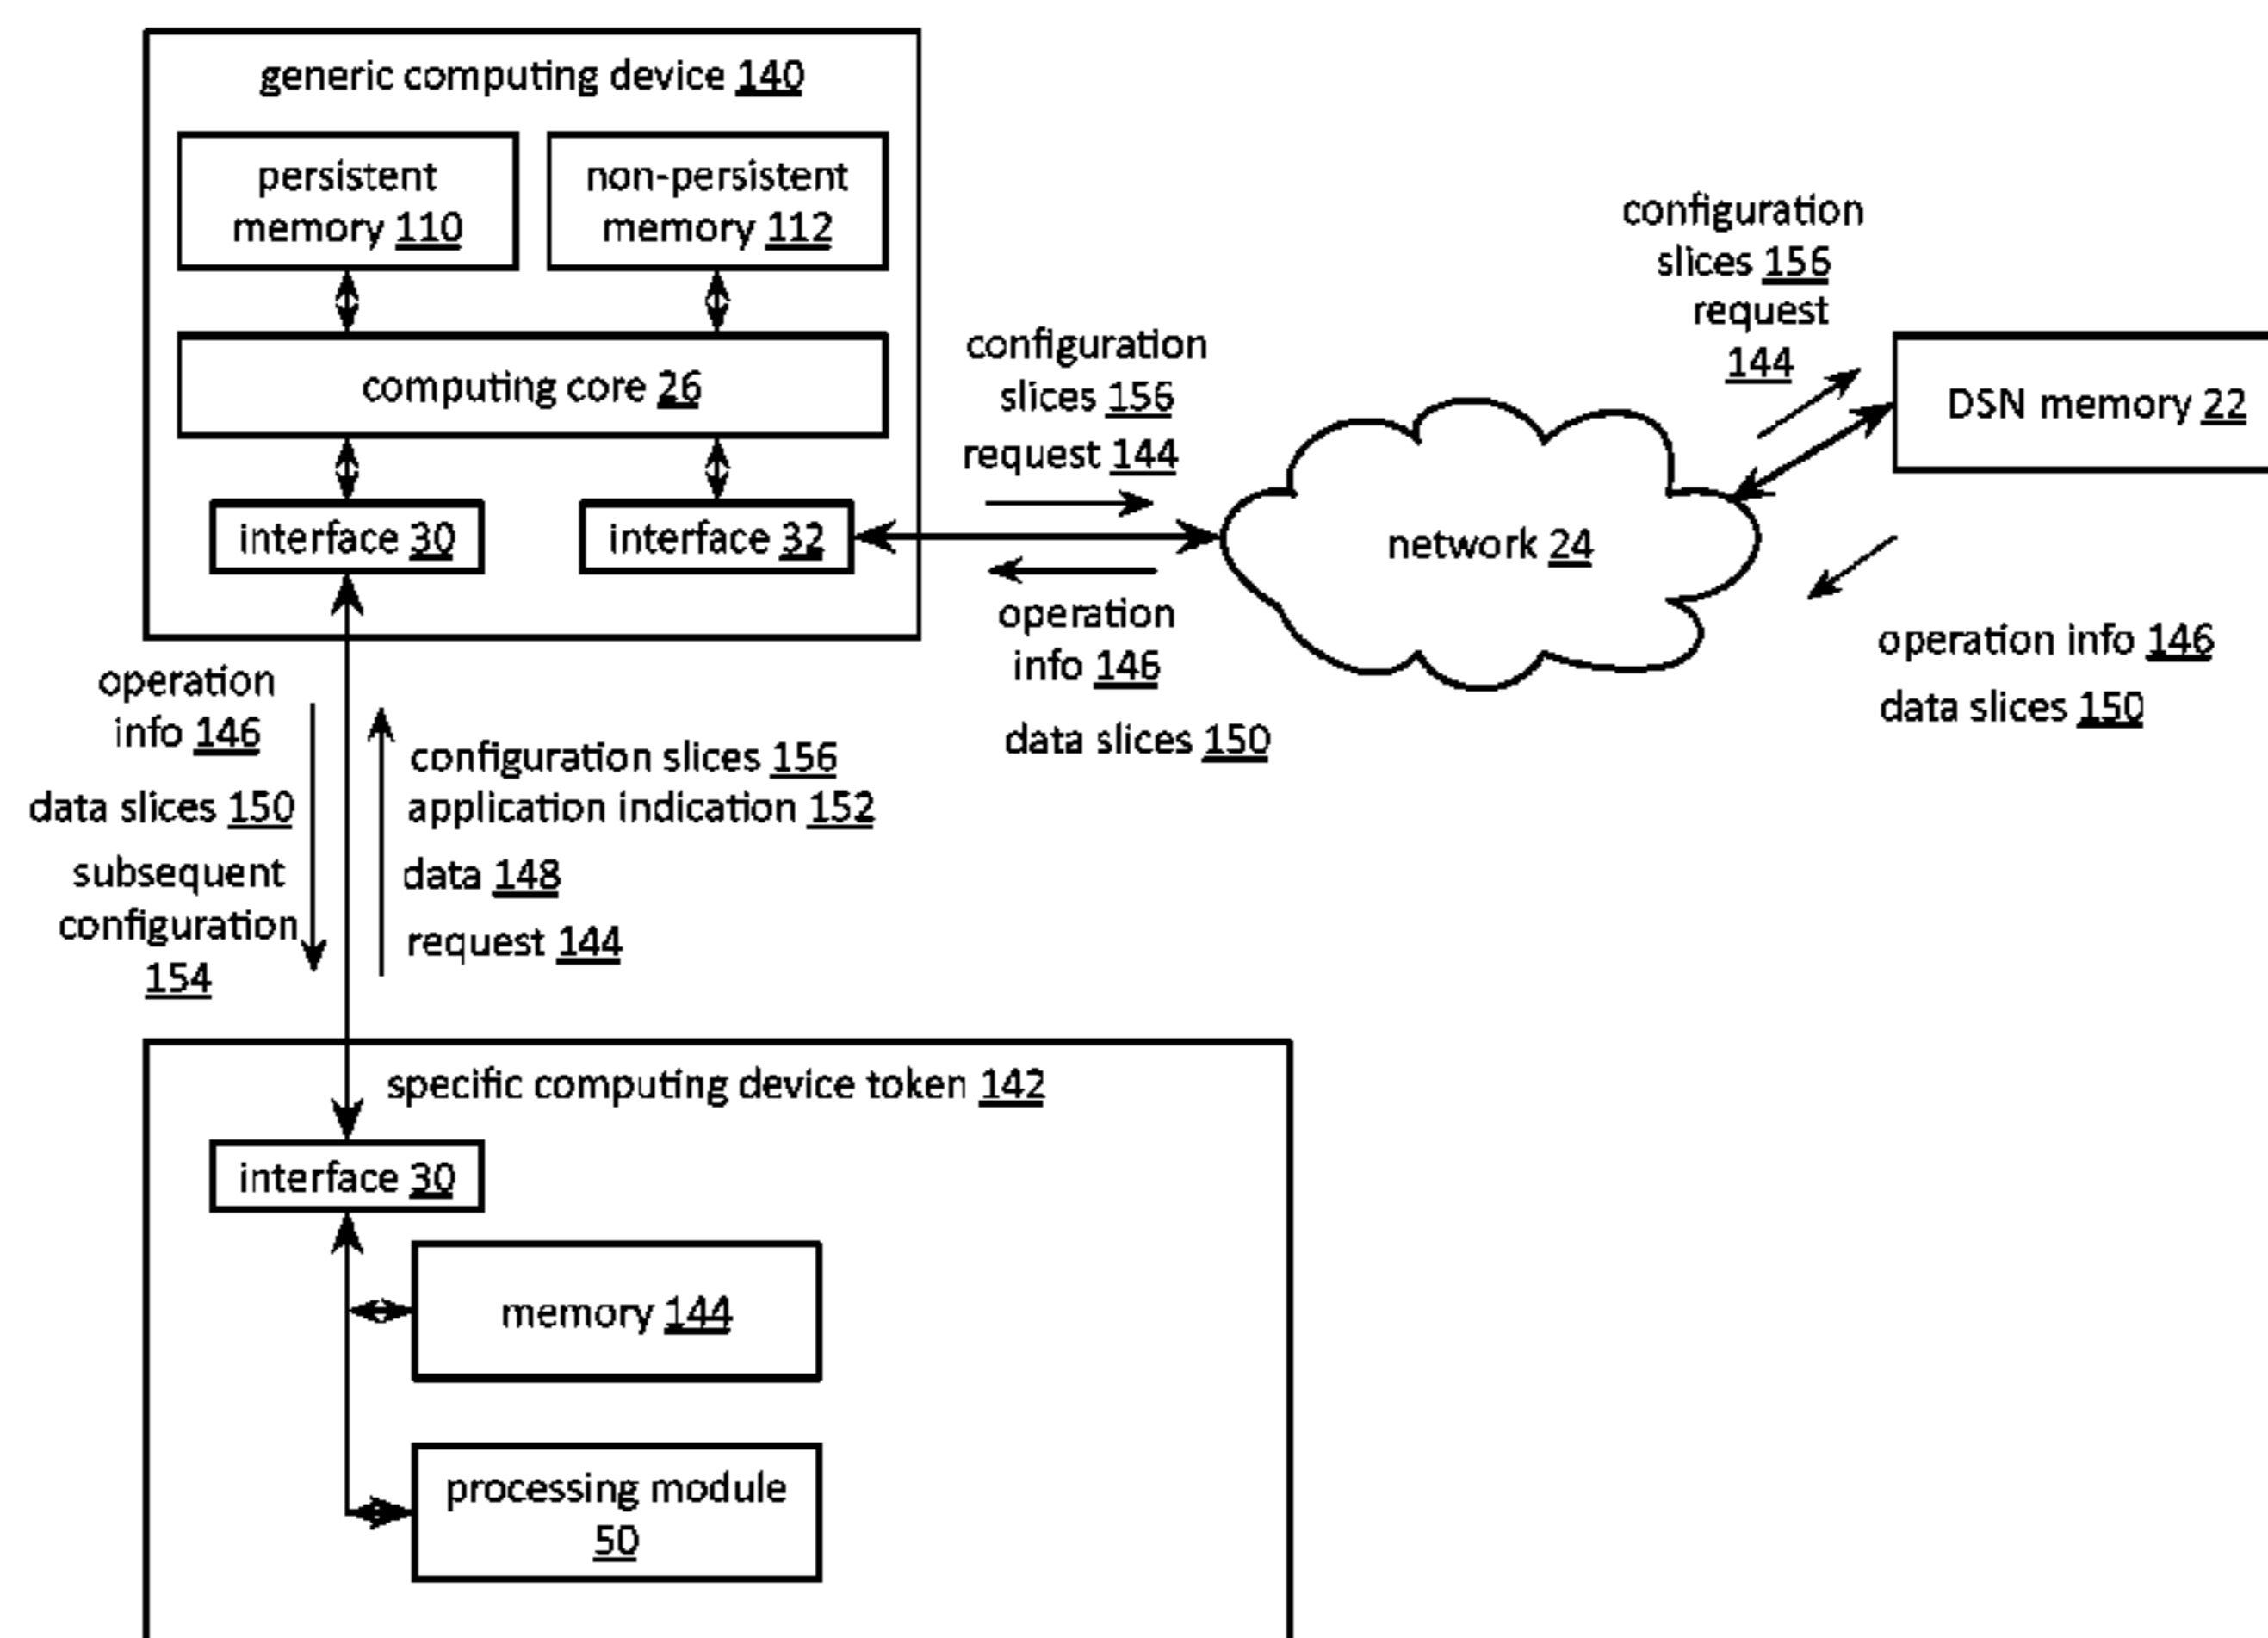 generic computing device 140
persistent
memory 110
non-persistent
memory 112
computing core 26
interface 30
interface 32
configuration
slices 156
request 144
operation
info 146
data slices 150
network 24
configuration
slices 156
request
144
DSN memory 22
operation info 146
data slices 150
operation
info 146
data slices 150
subsequent
configuration
154
configuration slices 156
application indication 152
data 148
request 144
specific computing device token 142
interface 30
memory 144
processing module
50